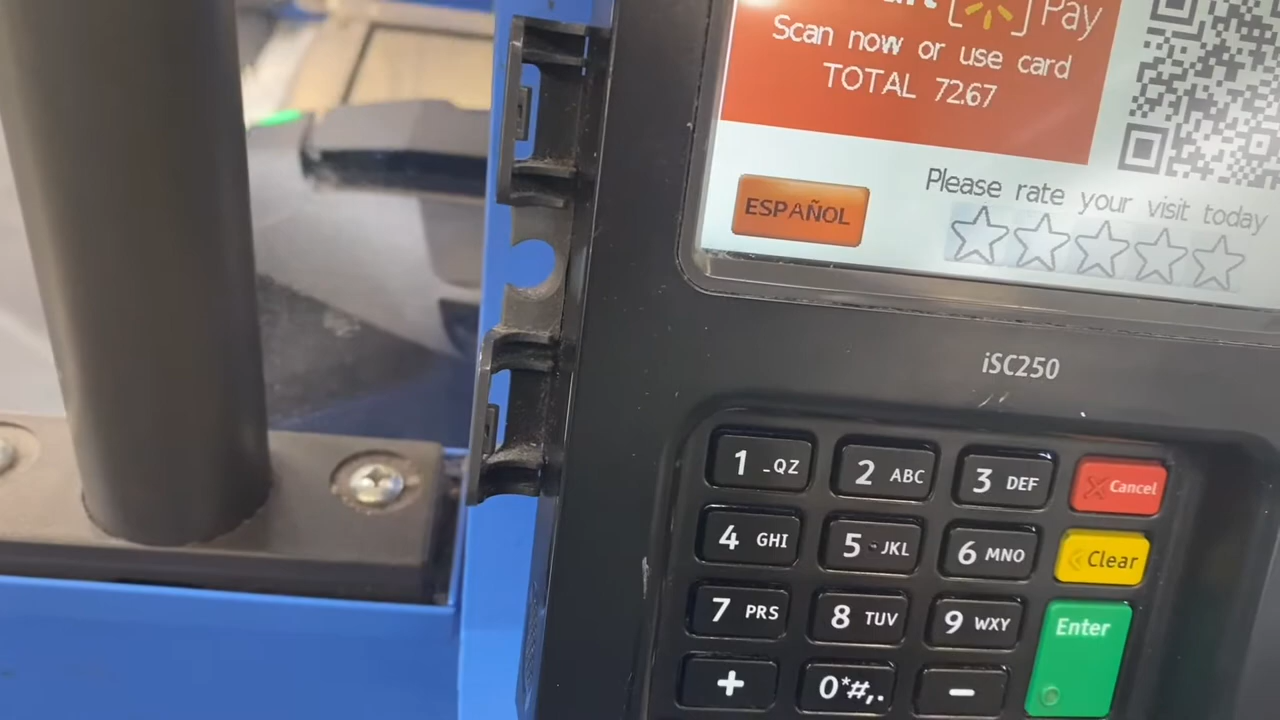 Pay
Scan now or use card
TOTAL 72.67
ESPAÑOL
Please rate your visit today
iSC250
1 -QZ
2 ABC
3 DEF
Cancel
4 GHI
5 JKL
6 MNO
<Clear
7 PRS
8 TUV
9 WXY
Enter
+
0*#,.
-